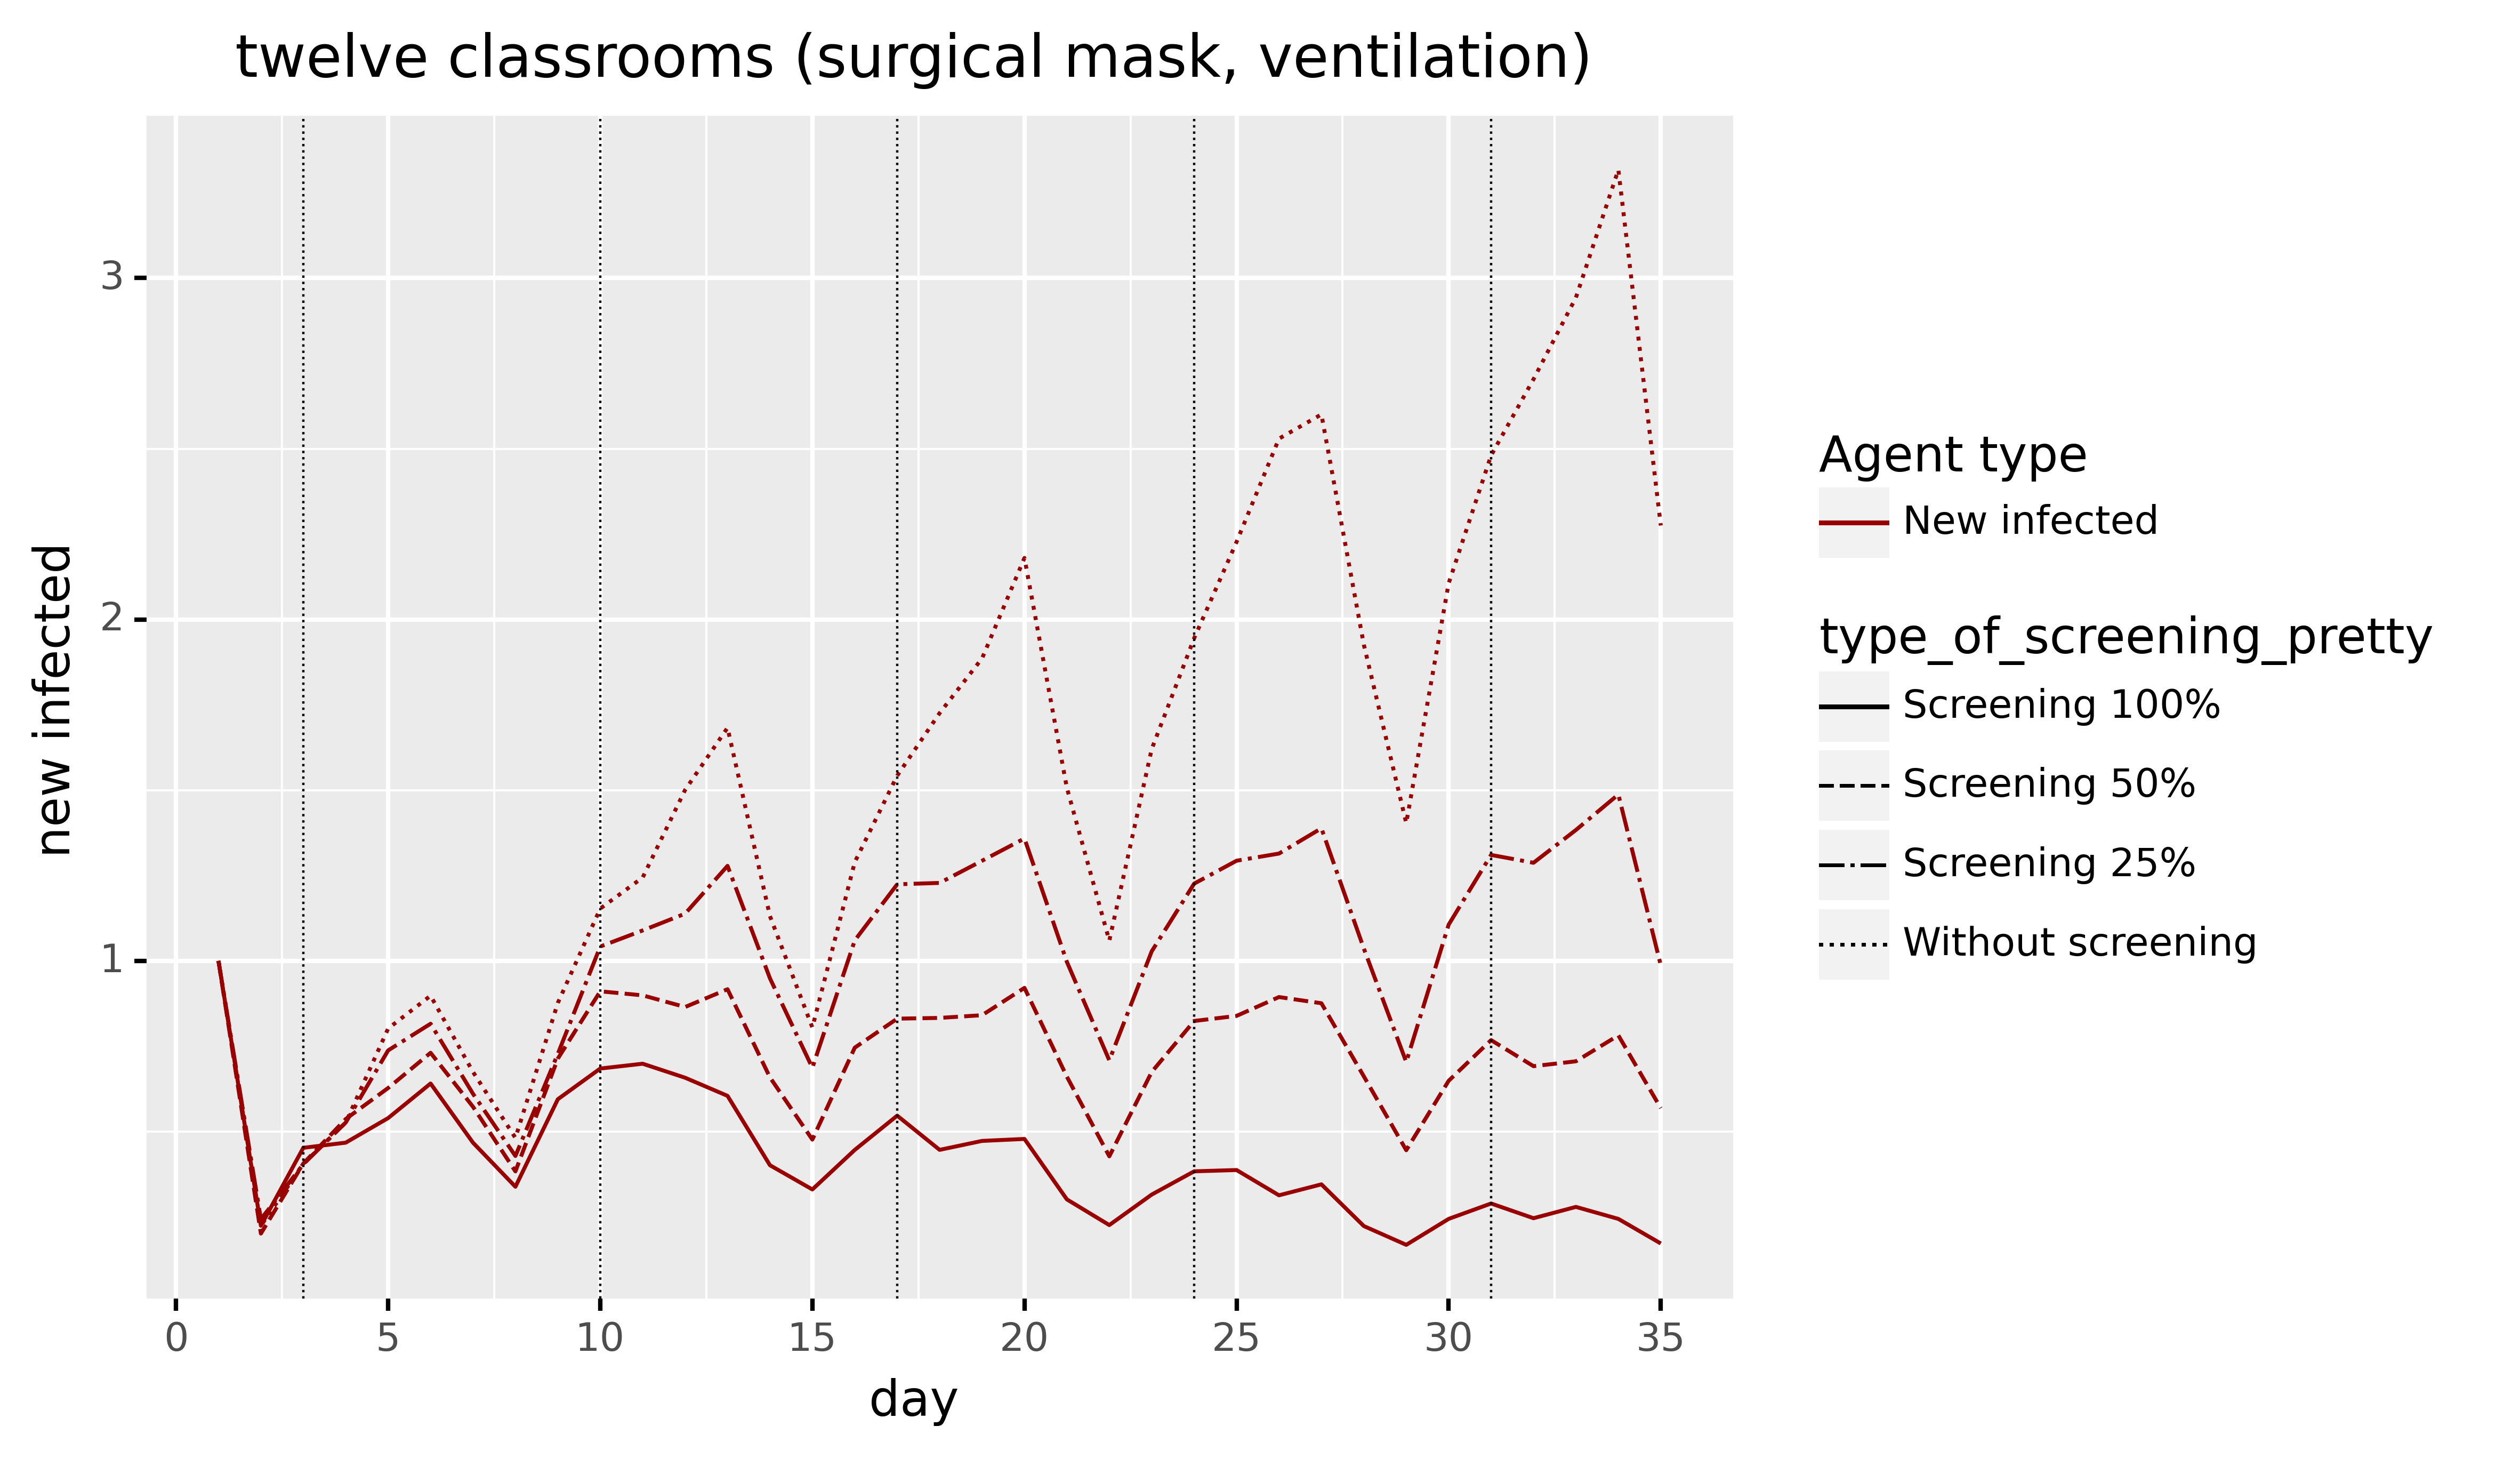 twelve classrooms (surgical mask, ventilation)
new infected
3
2
1
0 5 10 15 20 25 30 35
day
Agent type
New infected
type_of_screening_pretty
Screening 100%
Screening 50%
Screening 25%
Without screening